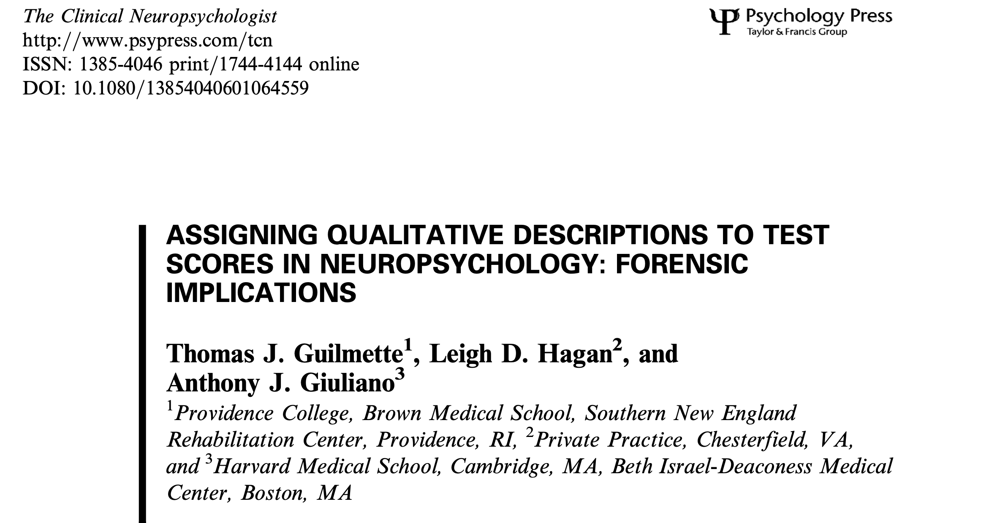 The Clinical Neuropsychologist
http://www.psypress.com/tcn
ISSN: 1385-4046 print/1744-4144 online
DOI: 10.1080/13854040601064559
Psychology Press
Taylor & Francis Group
ASSIGNING QUALITATIVE DESCRIPTIONS TO TEST
SCORES IN NEUROPSYCHOLOGY: FORENSIC
IMPLICATIONS
Thomas J. Guilmette¹, Leigh D. Hagan², and
Anthony J. Giuliano³
¹Providence College, Brown Medical School, Southern New England
Rehabilitation Center, Providence, RI, ²Private Practice, Chesterfield, VA,
and ³Harvard Medical School, Cambridge, MA, Beth Israel-Deaconess Medical
Center, Boston, MA